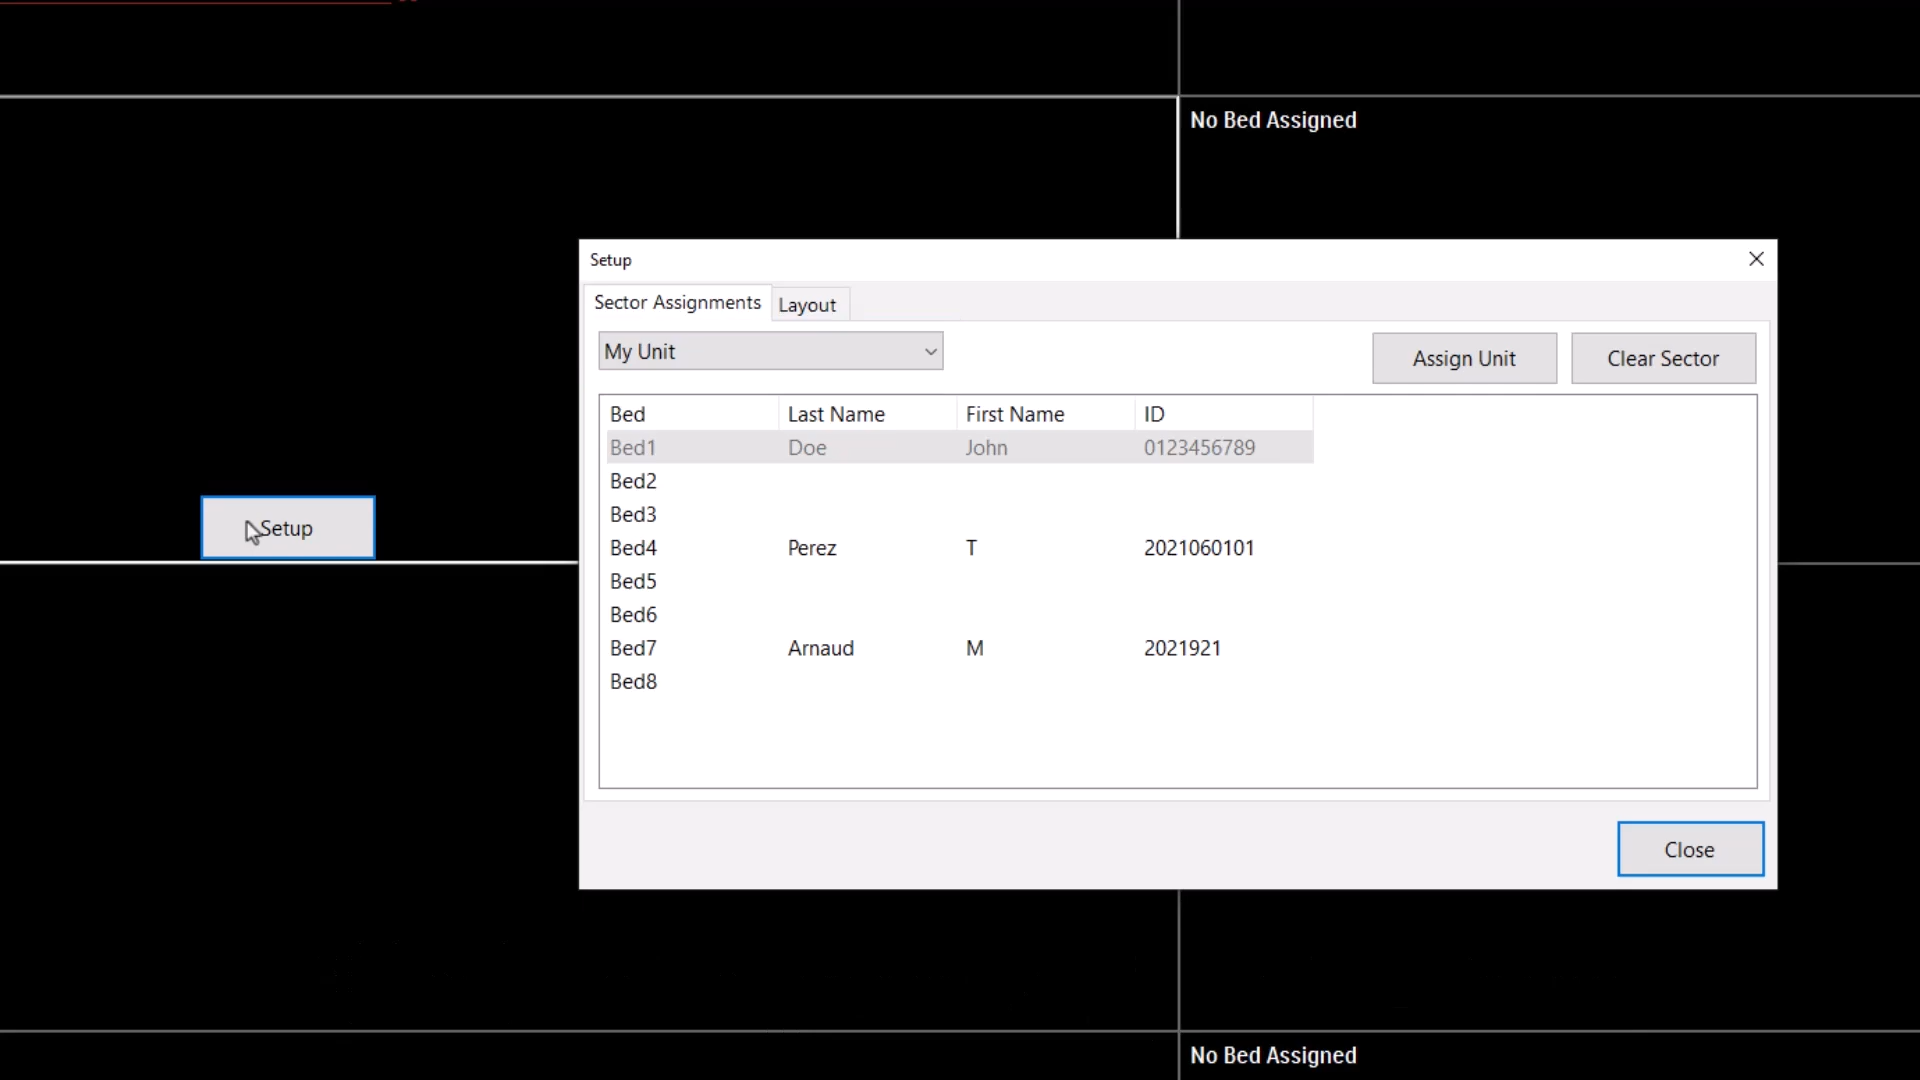 No Bed Assigned
Setup
Sector Assignments Layout
My Unit Assign Unit Clear Sector
Bed Last Name First Name ID
Bed1 Doe John 0123456789
Bed2
Bed3
Setup
Bed4 Perez T 2021060101
Bed5
Bed6
Bed7 Arnaud M 2021921
Bed8
Close
No Bed Assigned